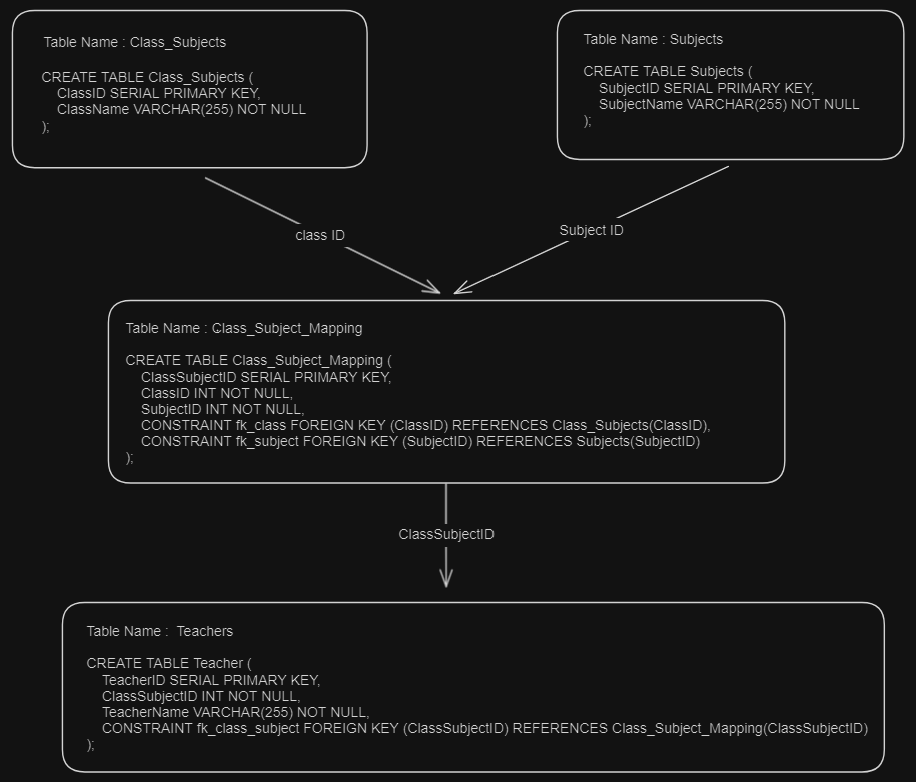 Table Name : Class_Subjects
CREATE TABLE Class_Subjects (
ClassID SERIAL PRIMARY KEY,
ClassName VARCHAR(255) NOT NULL
);
Table Name : Subjects
CREATE TABLE Subjects (
SubjectID SERIAL PRIMARY KEY,
SubjectName VARCHAR(255) NOT NULL
);
class ID
Subject ID
Table Name : Class_Subject_Mapping
CREATE TABLE Class_Subject_Mapping (
ClassSubjectID SERIAL PRIMARY KEY,
ClassID INT NOT NULL,
SubjectID INT NOT NULL,
CONSTRAINT fk_class FOREIGN KEY (ClassID) REFERENCES Class_Subjects(ClassID),
CONSTRAINT fk_subject FOREIGN KEY (SubjectID) REFERENCES Subjects(SubjectID)
);
ClassSubjectID
Table Name :  Teachers
CREATE TABLE Teacher (
TeacherID SERIAL PRIMARY KEY,
ClassSubjectID INT NOT NULL,
TeacherName VARCHAR(255) NOT NULL,
CONSTRAINT fk_class_subject FOREIGN KEY (ClassSubjectID) REFERENCES Class_Subject_Mapping(ClassSubjectID)
);